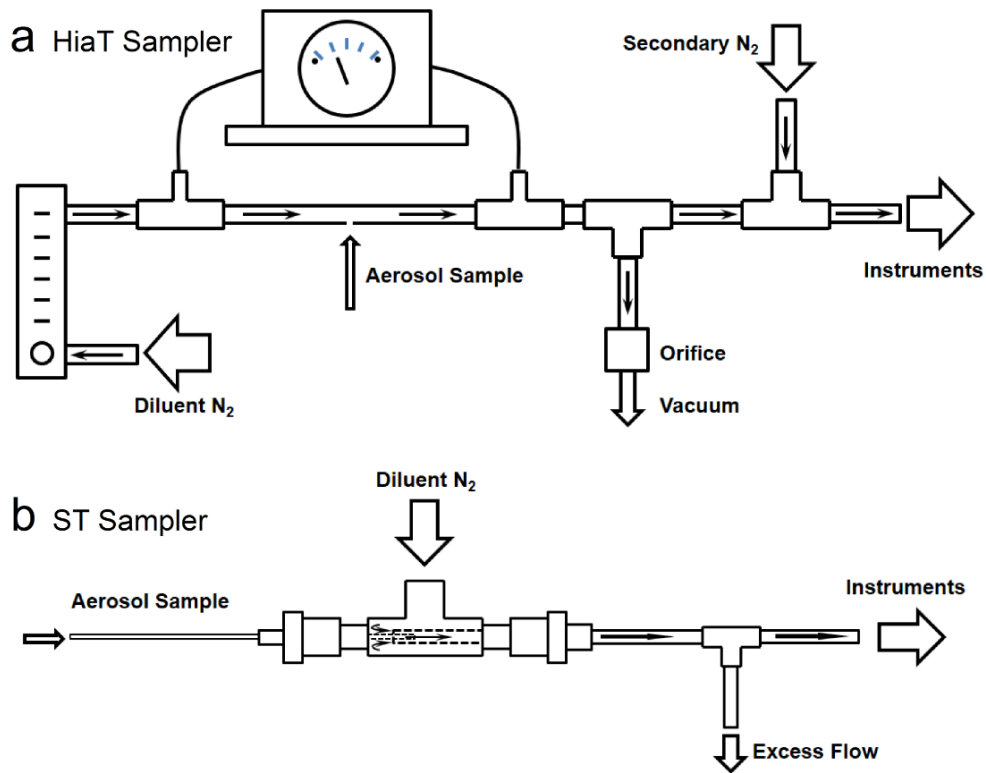 a HiaT Sampler
Secondary N₂
Aerosol Sample
Instruments
Orifice
Diluent N₂
Vacuum
Diluent N₂
b ST Sampler
Aerosol Sample
Instruments
Excess Flow